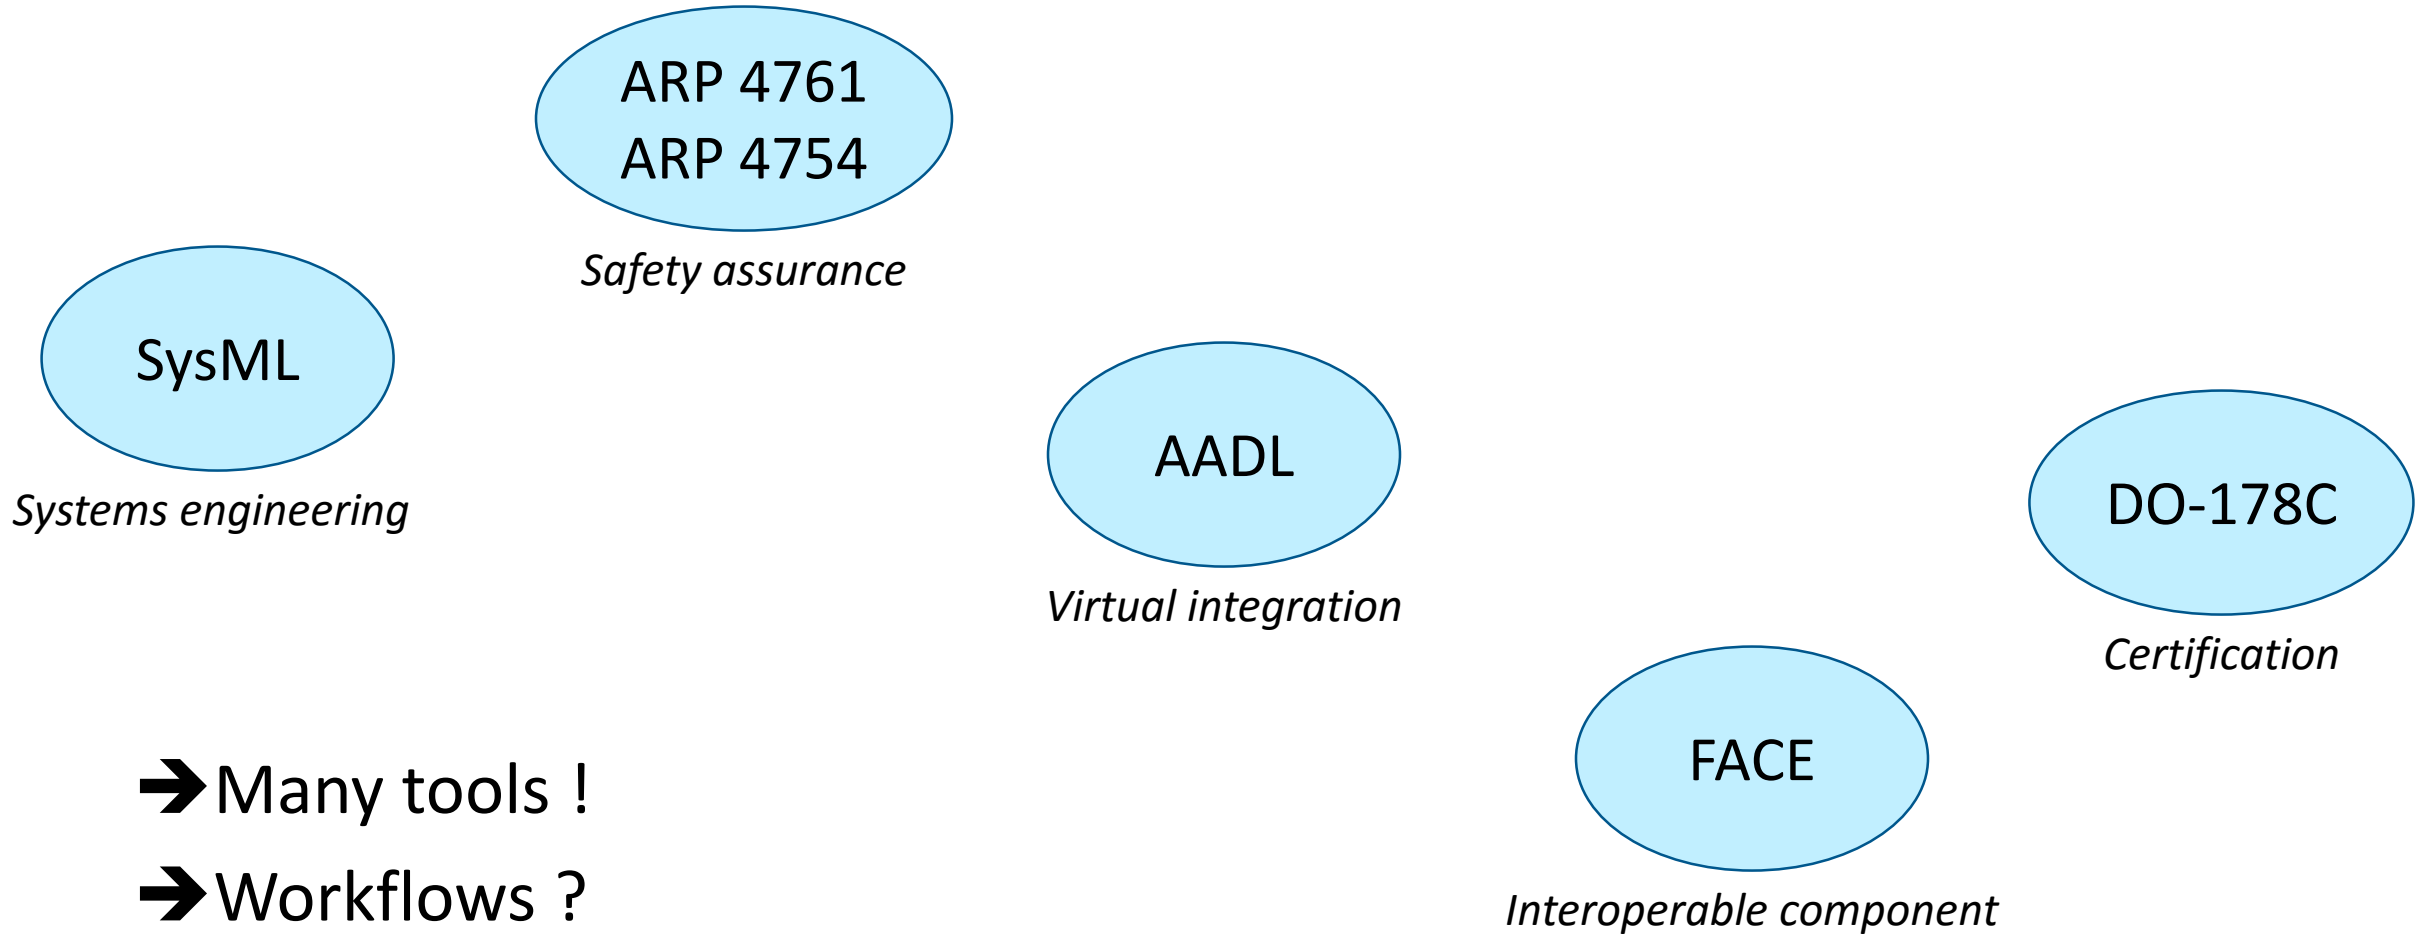 ARP 4761
ARP 4754
Safety assurance
SysML
Systems engineering
AADL
Virtual integration
DO-178C
Certification
FACE
Interoperable component
➔Many tools !
➔Workflows ?